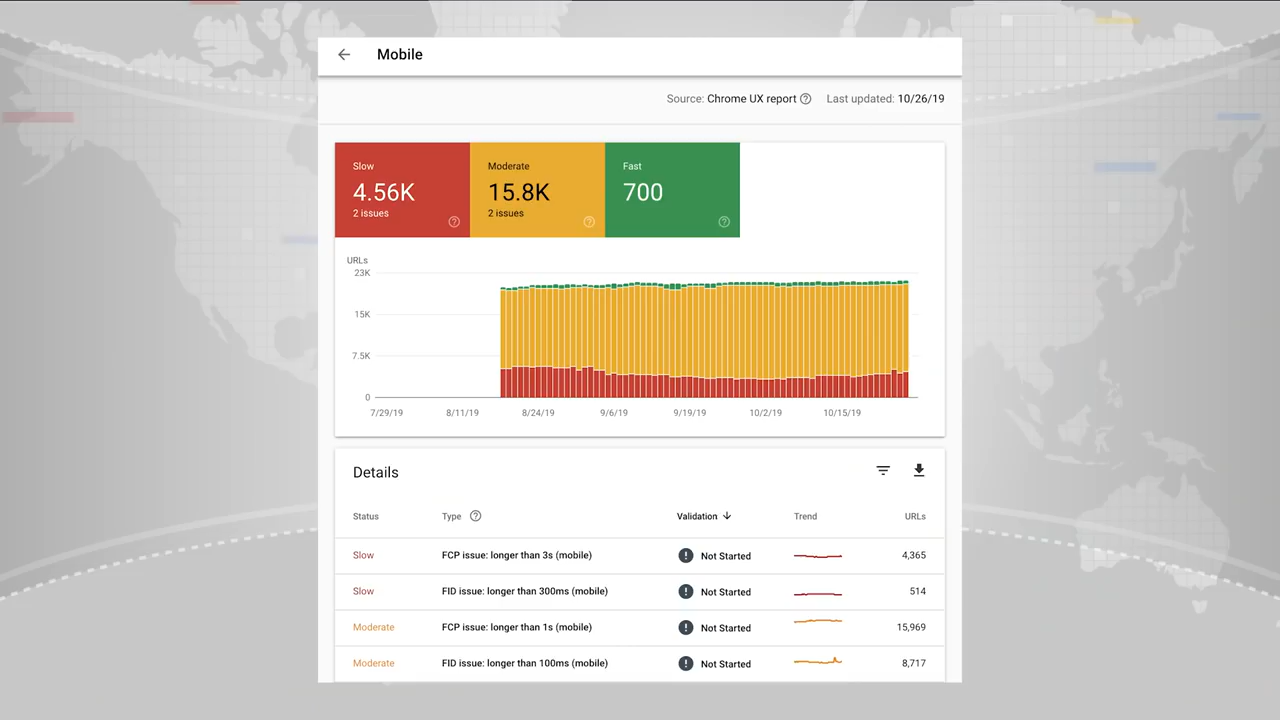 Mobile
Source: Chrome UX report Last updated: 10/26/19
Slow Moderate Fast
4.56K 15.8K 700
2 issues 2 issues
URLs
23K
15K
7.5K
0
7/29/19 8/11/19 8/24/19 9/6/19 9/19/19 10/2/19 10/15/19
Details
Status Type Validation Trend URLs
Slow FCP issue: longer than 3s (mobile) Not Started 4,365
Slow FID issue: longer than 300ms (mobile) Not Started 514
Moderate FCP issue: longer than 1s (mobile) Not Started 15,969
Moderate FID issue: longer than 100ms (mobile) Not Started 8,717